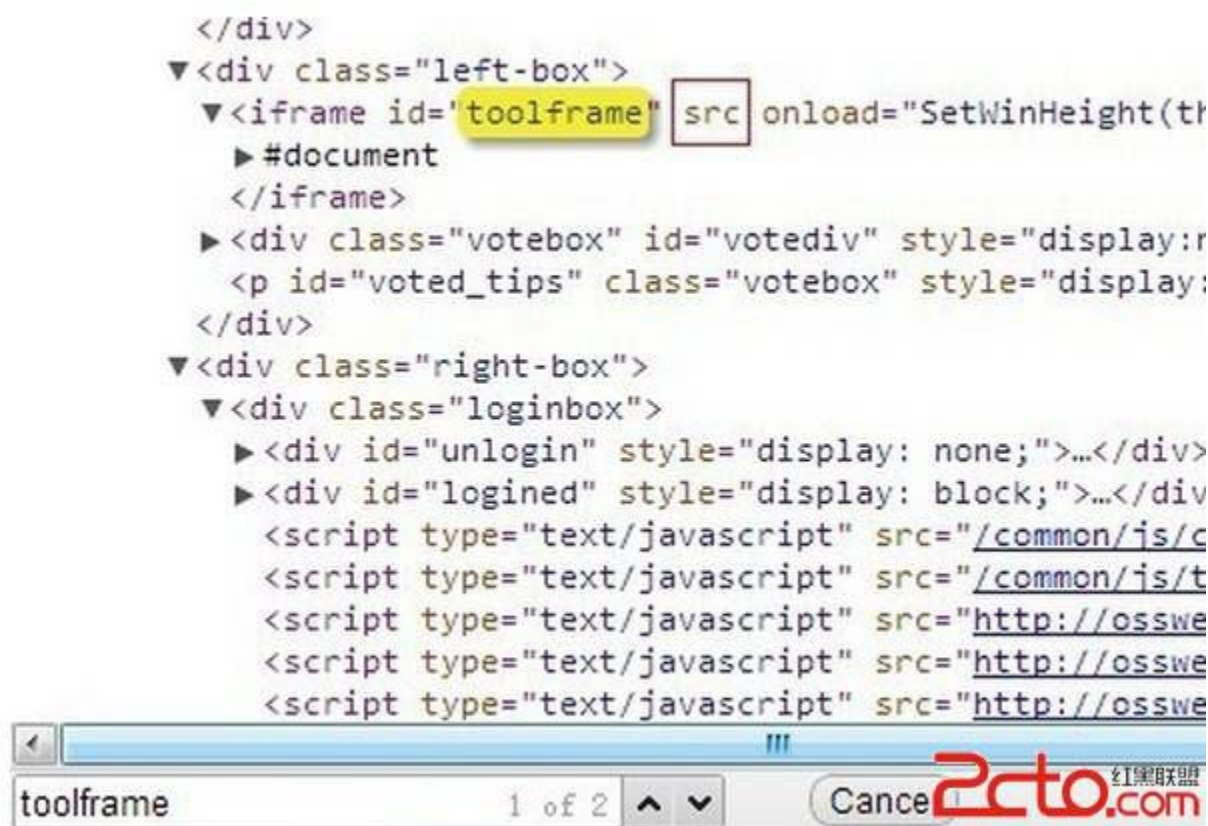 </div>
▼<div class="left-box">
▼<iframe id="toolframe" src onload="SetWinHeight(th
▶#document
</iframe>
▶<div class="votebox" id="votediv" style="display:n
<p id="voted_tips" class="votebox" style="display:
</div>
▼<div class="right-box">
▼<div class="loginbox">
▶<div id="unlogin" style="display: none;">…</div>
▶<div id="logined" style="display: block;">…</div
<script type="text/javascript" src="/common/js/c
<script type="text/javascript" src="/common/js/t
<script type="text/javascript" src="http://osswe
<script type="text/javascript" src="http://osswe
<script type="text/javascript" src="http://osswe
toolframe 1 of 2 Cance
2cto.com 红黑联盟